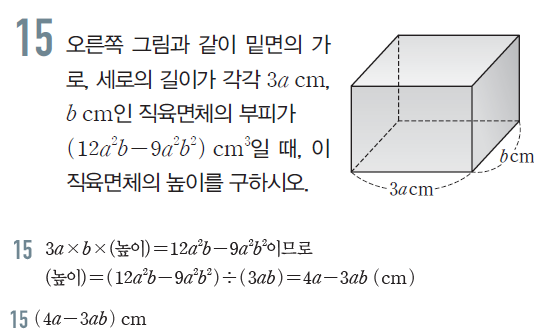 15 오른쪽 그림과 같이 밑면의 가
로, 세로의 길이가 각각 3a cm,
b cm인 직육면체의 부피가
(12a²b-9a²b²) cm³일 때, 이
직육면체의 높이를 구하시오.
3a cm
b cm
15 3a×b×(높이)=12a²b-9a²b²이므로
(높이)=(12a²b-9a²b²)÷(3ab)=4a-3ab (cm)
15 (4a-3ab) cm